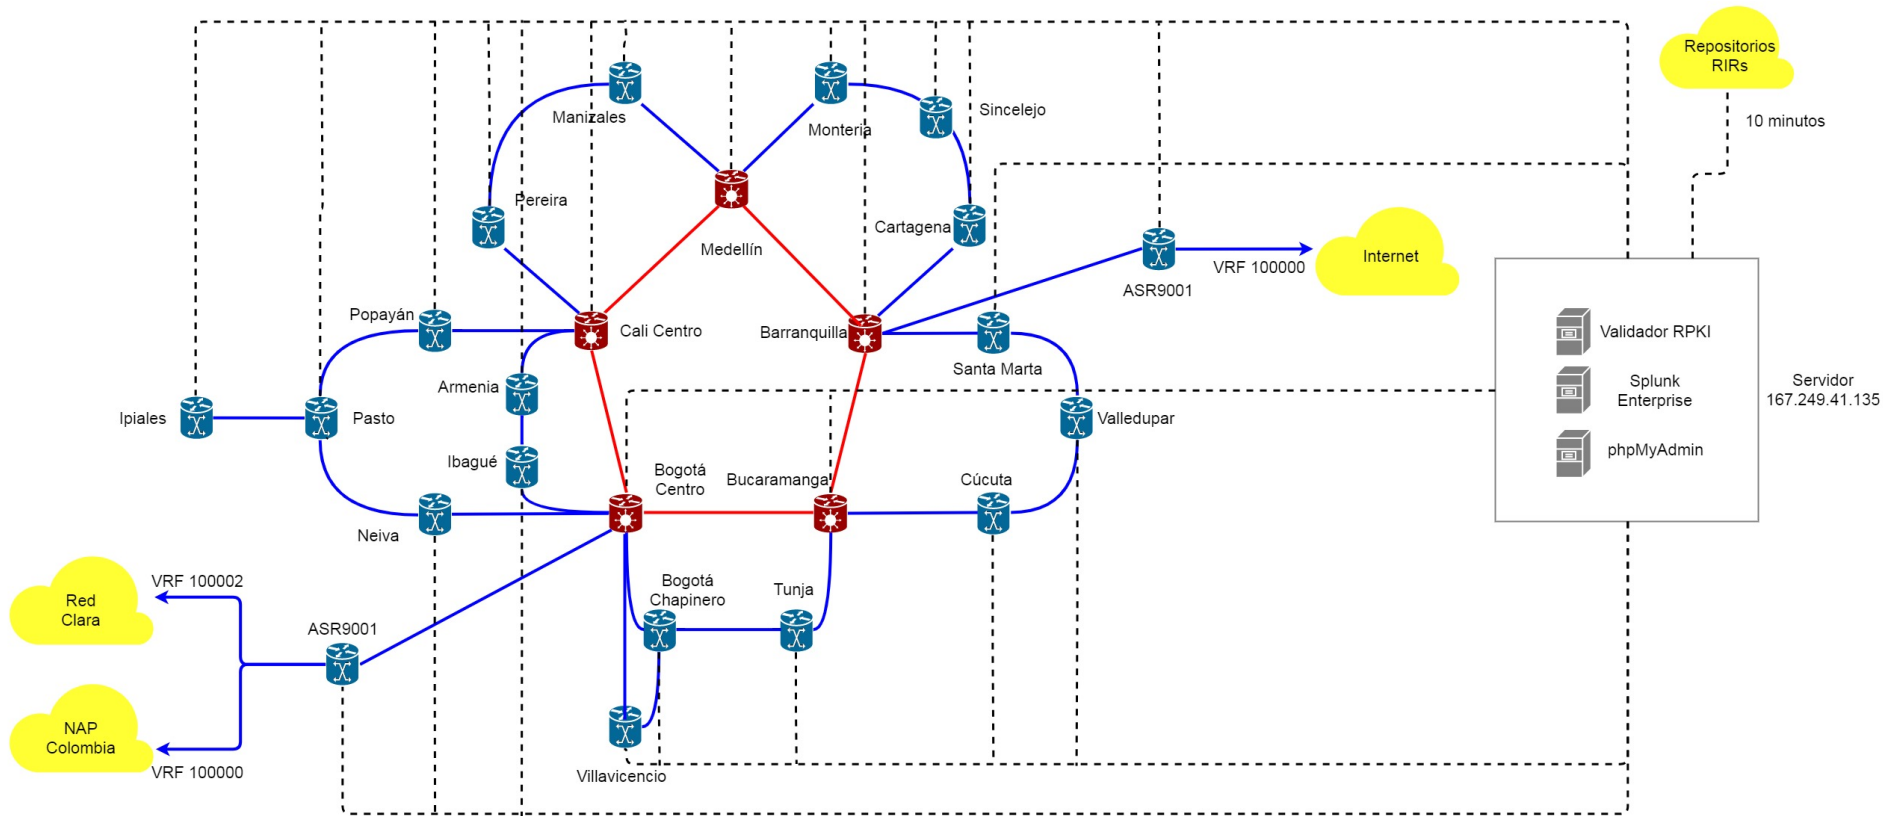 Repositorios
RIRs
10 minutos
Manizales
Monteria
Sincelejo
Pereira
Cartagena
Medellín
Internet
VRF 100000
ASR9001
Popayán
Cali Centro
Barranquilla
Validador RPKI
Santa Marta
Armenia
Splunk
Enterprise
Servidor
167.249.41.135
Ipiales
Pasto
Valledupar
Ibagué
phpMyAdmin
Bogotá
Centro
Bucaramanga
Cúcuta
Neiva
VRF 100002
Red
Clara
Bogotá
Chapinero
Tunja
ASR9001
NAP
Colombia
VRF 100000
Villavicencio